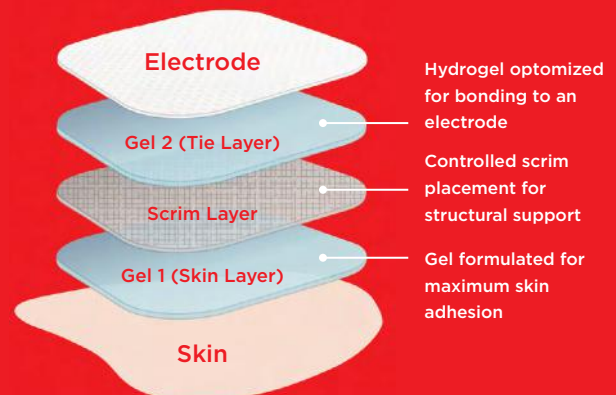 Electrode
Hydrogel optomized
for bonding to an
electrode
Gel 2 (Tie Layer)
Controlled scrim
placement for
structural support
Scrim Layer
Gel 1 (Skin Layer)
Gel formulated for
maximum skin
adhesion
Skin